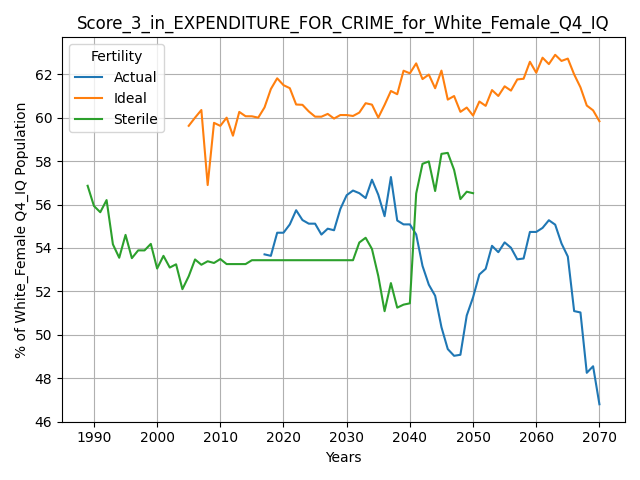 Score_3_in_EXPENDITURE_FOR_CRIME_for_White_Female_Q4_IQ
Fertility
Actual
Ideal
Sterile
% of White_Female Q4_IQ Population
62
60
58
56
54
52
50
48
46
1990
2000
2010
2020
2030
2040
2050
2060
2070
Years